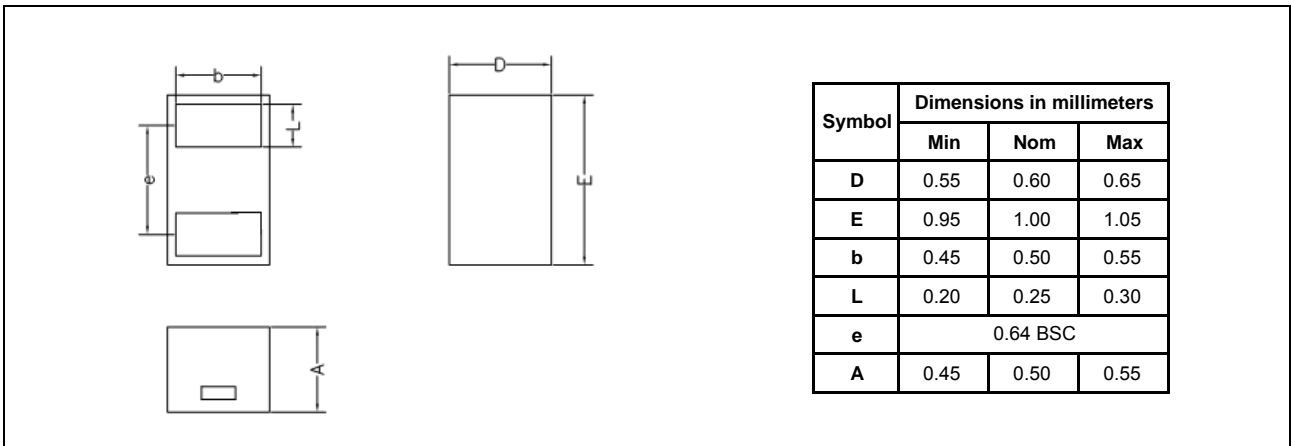 b
L
e
D
E
A
Symbol Dimensions in millimeters
Min Nom Max
D 0.55 0.60 0.65
E 0.95 1.00 1.05
b 0.45 0.50 0.55
L 0.20 0.25 0.30
e 0.64 BSC
A 0.45 0.50 0.55